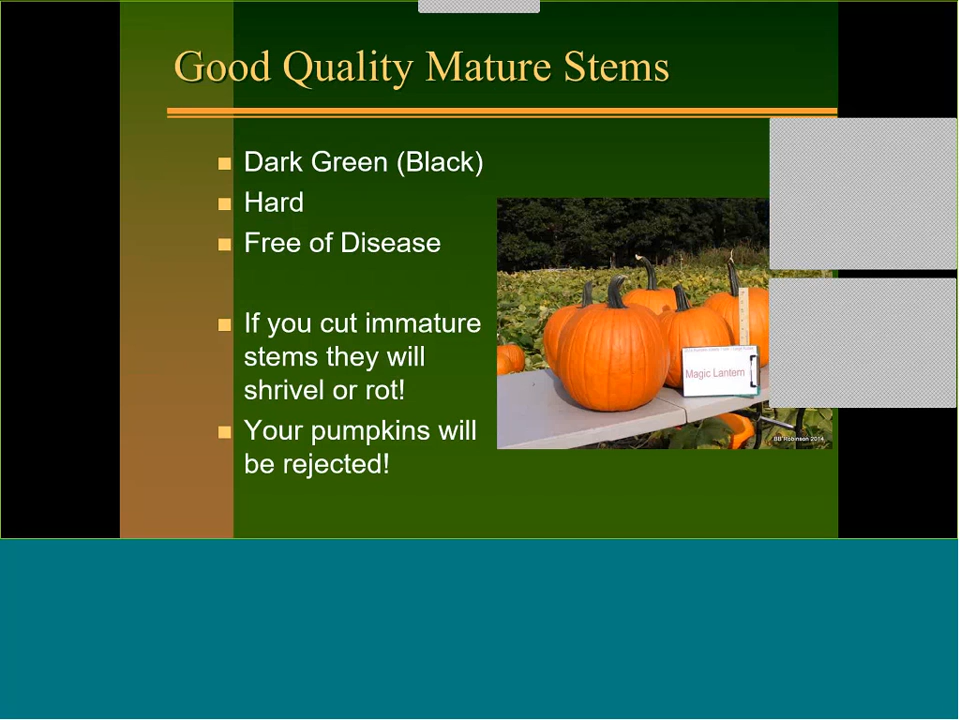 Good Quality Mature Stems
Dark Green (Black)
Hard
Free of Disease
If you cut immature
stems they will
shrivel or rot!
Your pumpkins will
be rejected!
Magic Lantern
BB Robinson 2014